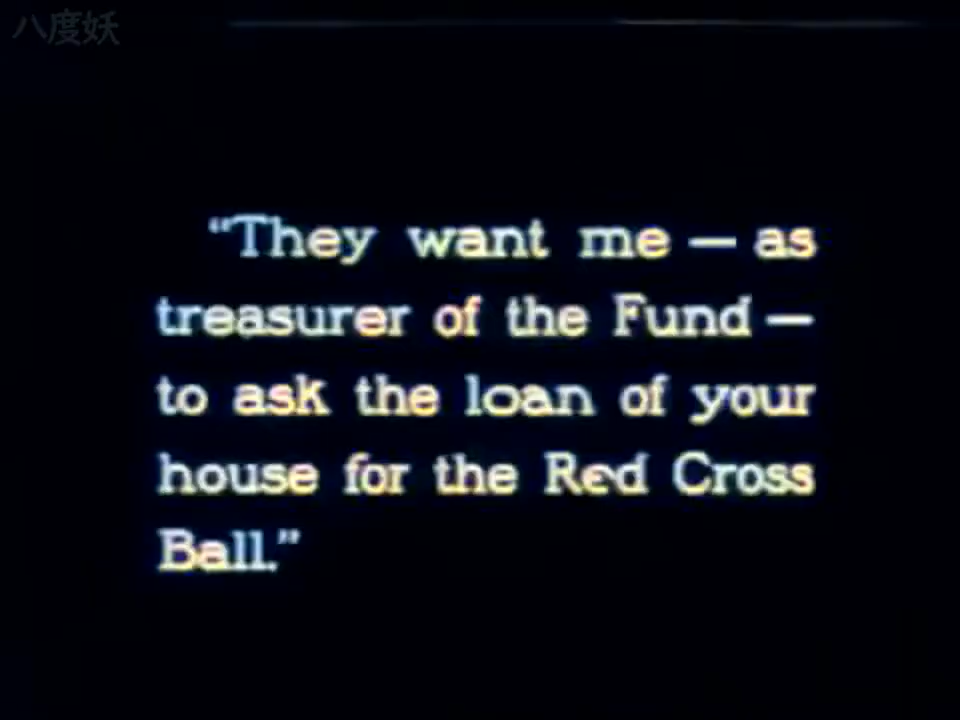 八度妖
“They want me — as
treasurer of the Fund —
to ask the loan of your
house for the Red Cross
Ball.”